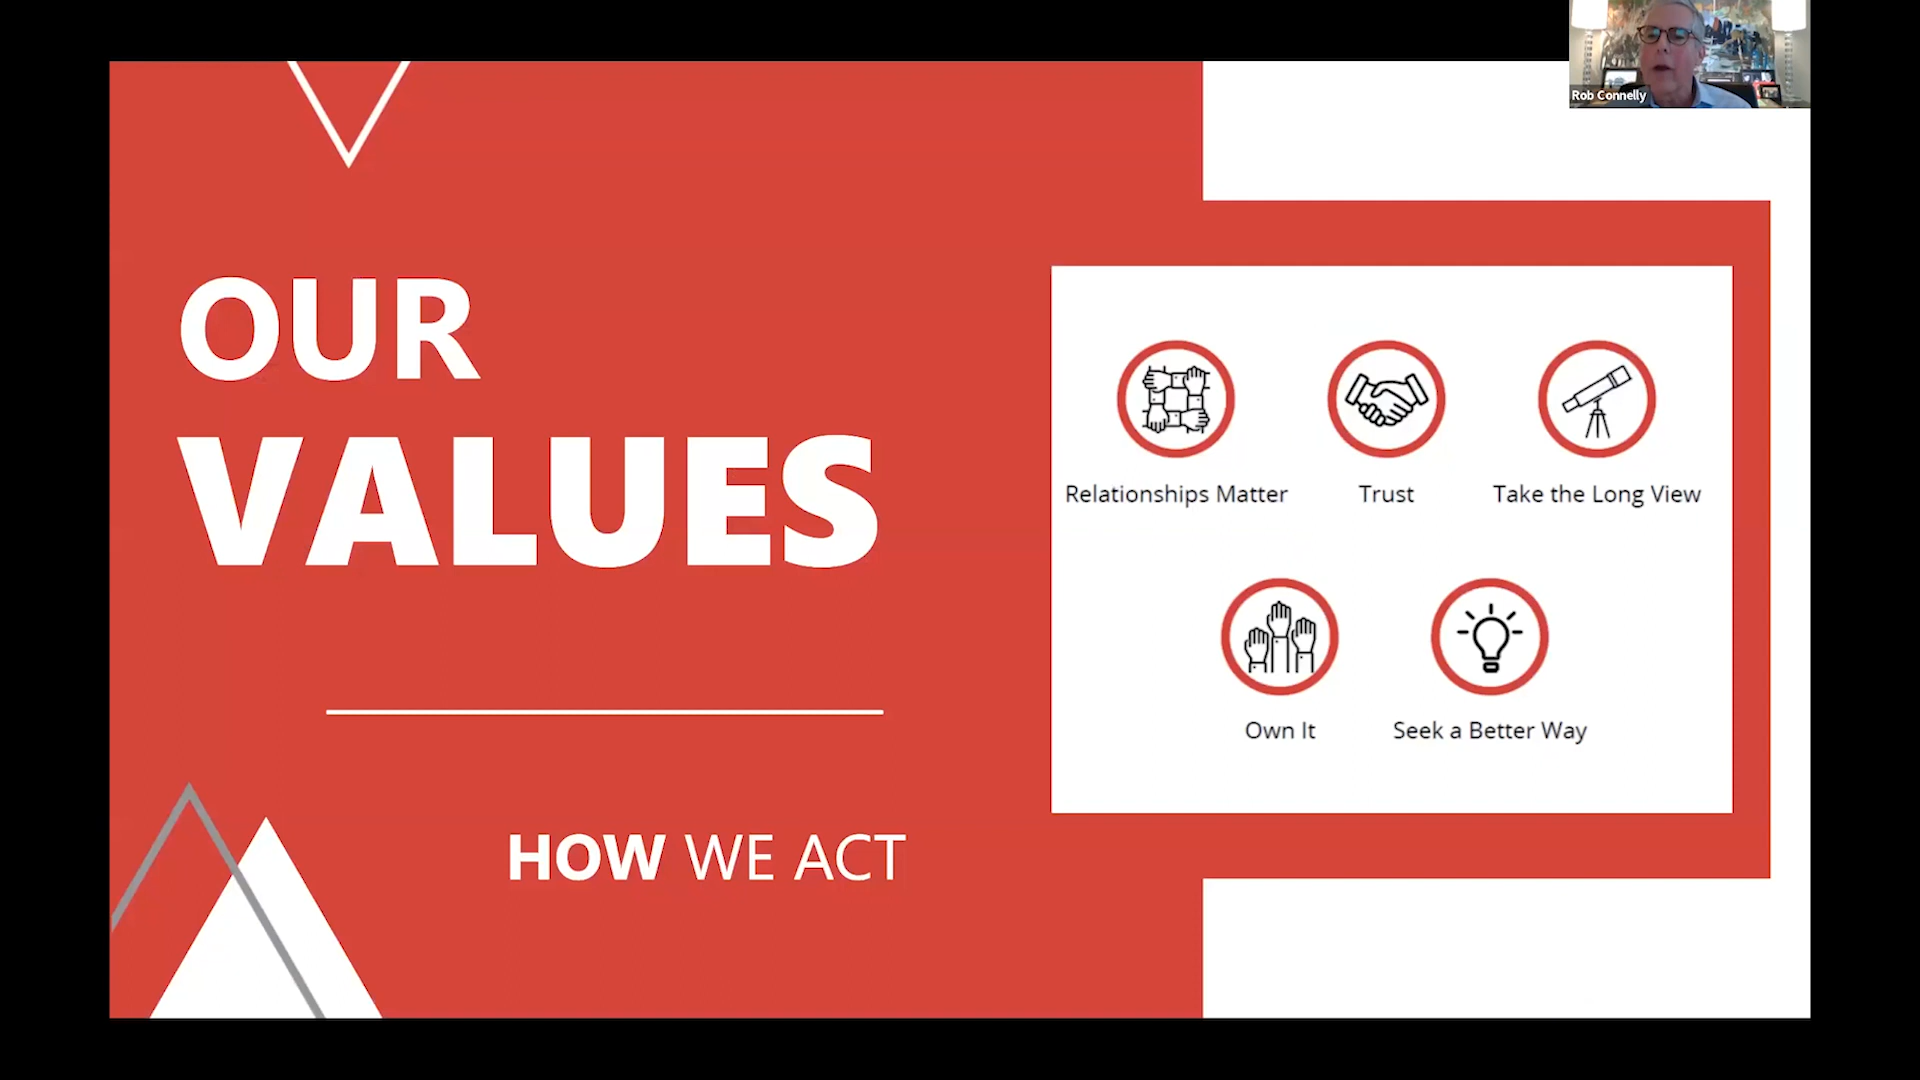 Rob Connelly
OUR
VALUES
HOW WE ACT
Relationships Matter
Trust
Take the Long View
Own It
Seek a Better Way